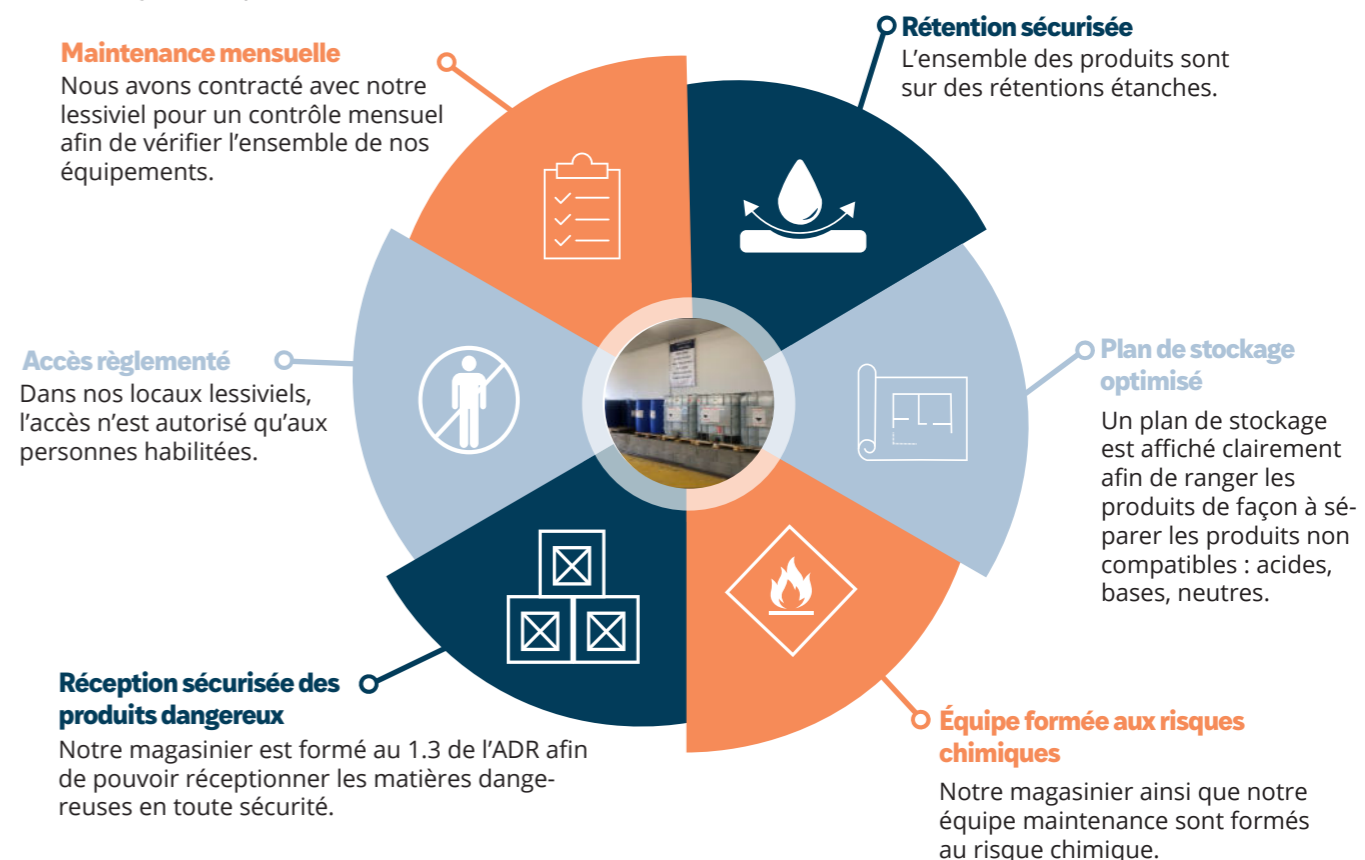 Maintenance mensuelle
Nous avons contracté avec notre
lessiviel pour un contrôle mensuel
afin de vérifier l’ensemble de nos
équipements.
Rétention sécurisée
L’ensemble des produits sont
sur des rétentions étanches.
Accès règlementé
Dans nos locaux lessiviels,
l’accès n’est autorisé qu’aux
personnes habilitées.
Plan de stockage
optimisé
Un plan de stockage
est affiché clairement
afin de ranger les
produits de façon à sé-
parer les produits non
compatibles : acides,
bases, neutres.
Réception sécurisée des
produits dangereux
Notre magasinier est formé au 1.3 de l’ADR afin
de pouvoir réceptionner les matières dange-
reuses en toute sécurité.
Équipe formée aux risques
chimiques
Notre magasinier ainsi que notre
équipe maintenance sont formés
au risque chimique.